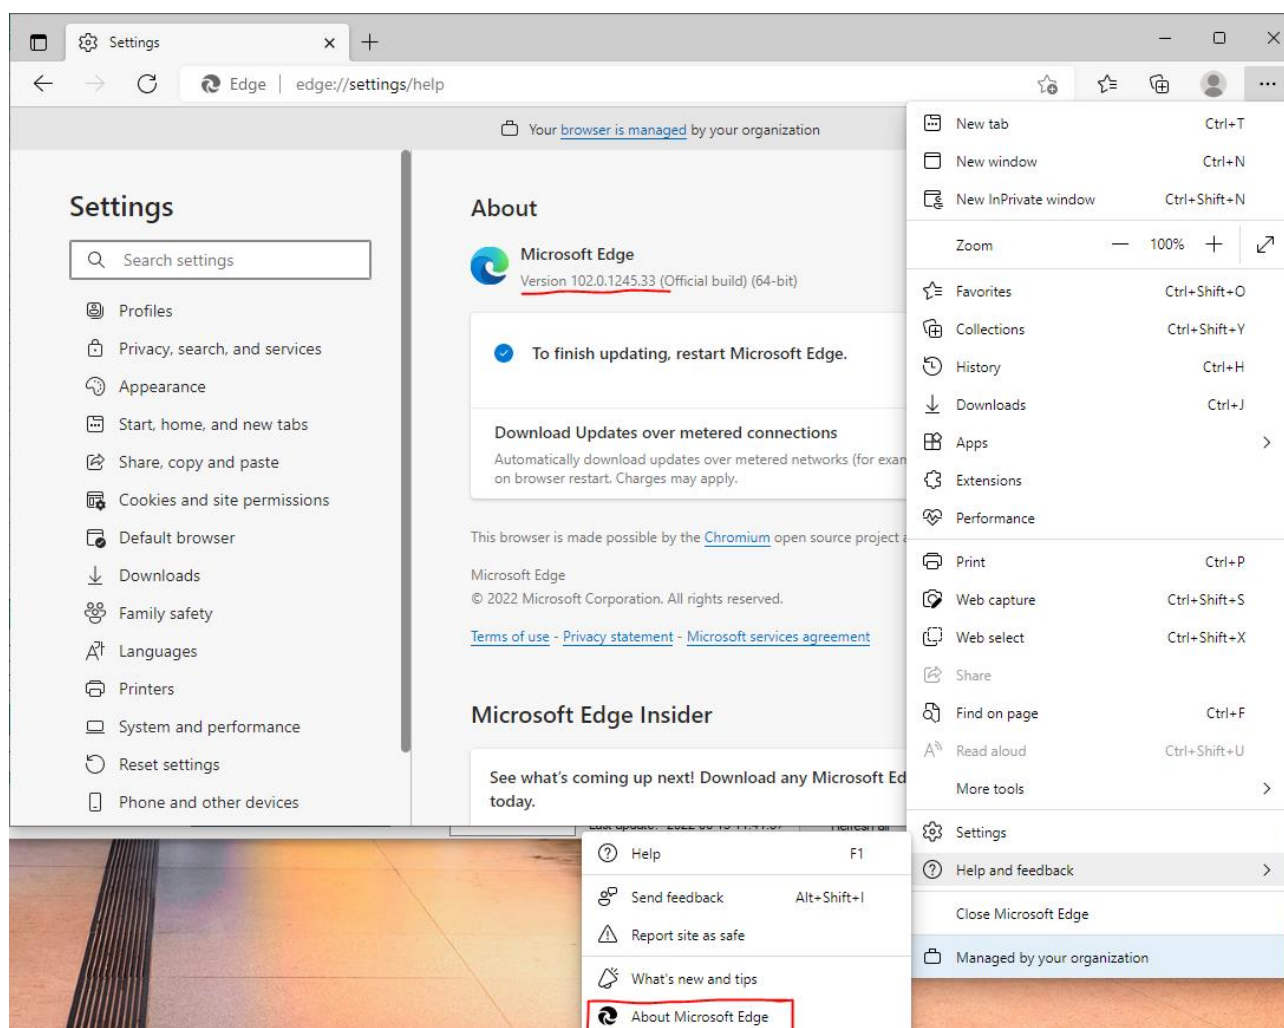 Settings
Edge | edge://settings/help
Your browser is managed by your organization
Settings
Search settings
Profiles
Privacy, search, and services
Appearance
Start, home, and new tabs
Share, copy and paste
Cookies and site permissions
Default browser
Downloads
Family safety
Languages
Printers
System and performance
Reset settings
Phone and other devices
About
Microsoft Edge
Version 102.0.1245.33 (Official build) (64-bit)
To finish updating, restart Microsoft Edge.
Download Updates over metered connections
Automatically download updates over metered networks (for
on browser restart. Charges may apply.
This browser is made possible by the Chromium open source project
Microsoft Edge
© 2022 Microsoft Corporation. All rights reserved.
Terms of use - Privacy statement - Microsoft services agreement
Microsoft Edge Insider
See what's coming up next! Download any Microsoft Ed
today.
New tab Ctrl+T
New window Ctrl+N
New InPrivate window Ctrl+Shift+N
Zoom — 100% +
Favorites Ctrl+Shift+O
Collections Ctrl+Shift+Y
History Ctrl+H
Downloads Ctrl+J
Apps
Extensions
Performance
Print Ctrl+P
Web capture Ctrl+Shift+S
Web select Ctrl+Shift+X
Share
Find on page Ctrl+F
Read aloud Ctrl+Shift+U
More tools
Settings
Help and feedback
Close Microsoft Edge
Managed by your organization
Help F1
Send feedback Alt+Shift+I
Report site as safe
What's new and tips
About Microsoft Edge